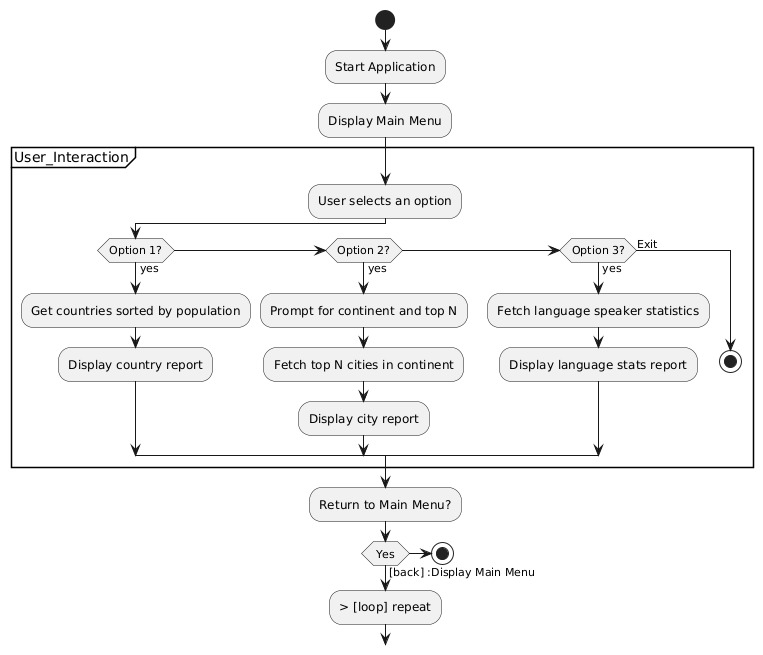 Start Application
Display Main Menu
User_Interaction
User selects an option
Option 1?
yes
Get countries sorted by population
Display country report
Option 2?
yes
Prompt for continent and top N
Fetch top N cities in continent
Display city report
Option 3?
yes
Exit
Fetch language speaker statistics
Display language stats report
Return to Main Menu?
Yes
[back] :Display Main Menu
> [loop] repeat